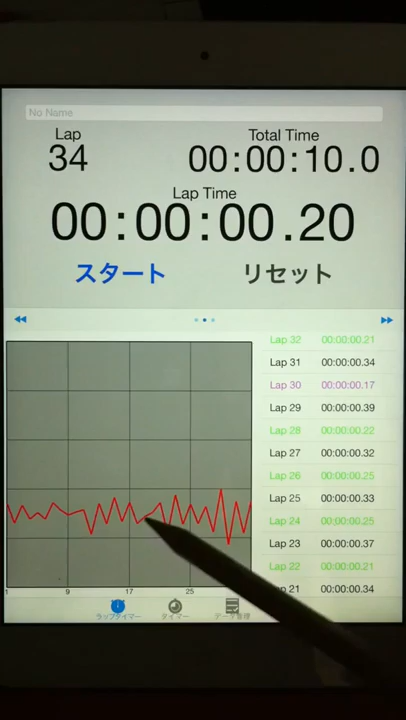 No Name
Lap
Total Time
34
00:00:10.0
Lap Time
00:00:00.20
スタート
リセット
Lap 32 00:00:00.21
Lap 31 00:00:00.34
Lap 30 00:00:00.17
Lap 29 00:00:00.39
Lap 28 00:00:00.22
Lap 27 00:00:00.32
Lap 26 00:00:00.25
Lap 25 00:00:00.33
Lap 24 00:00:00.25
Lap 23 00:00:00.37
Lap 22 00:00:00.21
21 00:00:00.34
1 9 17 25
ラップタイマー
タイマー
データ管理